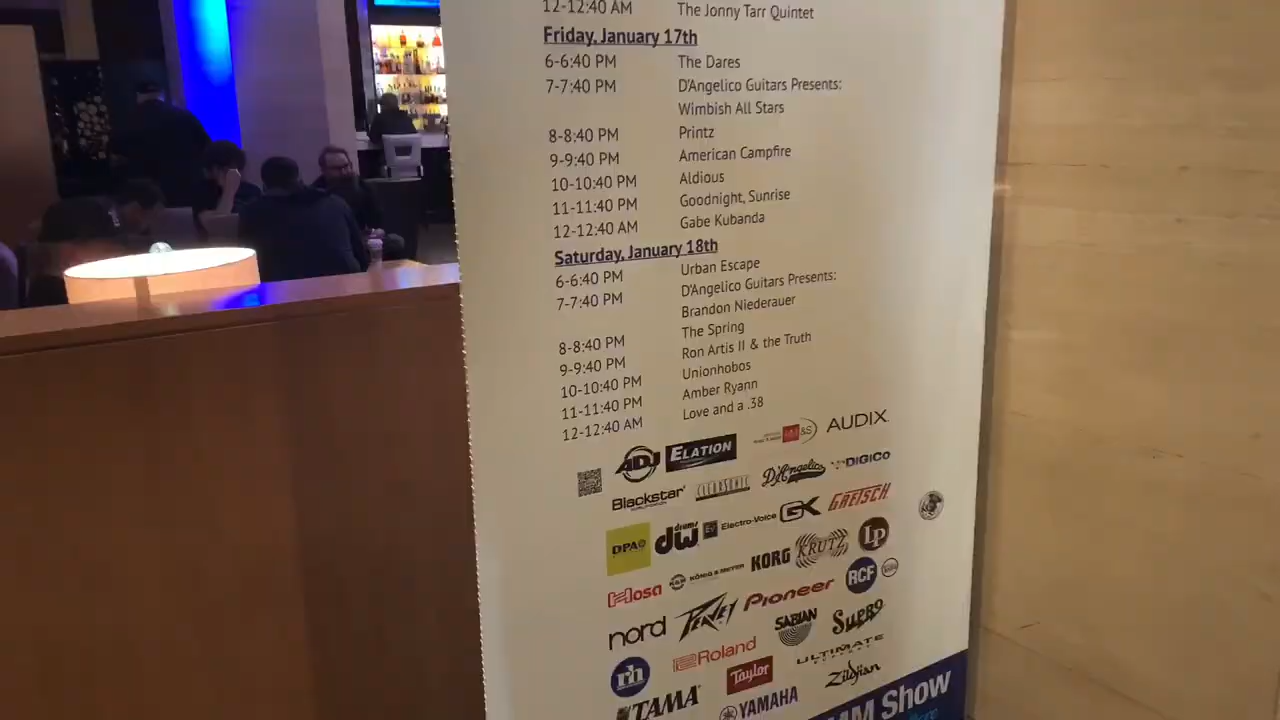 12-12:40 AM The Jonny Tarr Quintet
Friday, January 17th
6-6:40 PM The Dares
7-7:40 PM D'Angelico Guitars Presents:
Wimbish All Stars
8-8:40 PM Printz
9-9:40 PM American Campfire
10-10:40 PM Aldious
11-11:40 PM Goodnight, Sunrise
12-12:40 AM Gabe Kubanda
Saturday, January 18th
6-6:40 PM Urban Escape
7-7:40 PM D'Angelico Guitars Presents:
Brandon Niederauer
8-8:40 PM The Spring
9-9:40 PM Ron Artis II & the Truth
10-10:40 PM Unionhobos
11-11:40 PM Amber Ryann
12-12:40 AM Love and a .38
ADJ ELATION AUDIX
Blackstar CLEARSONIC D'Angelico DIGICO
DPA dw drums EV Electro-Voice GK GRETSCH
Hosa K&M KÖNIG & MEYER KORG KRUTZ LP
nord PEAVEY Pioneer RCF
rh Roland SABIAN SUPRO
TAMA Taylor ULTIMATE
YAMAHA Zildjian
MM Show